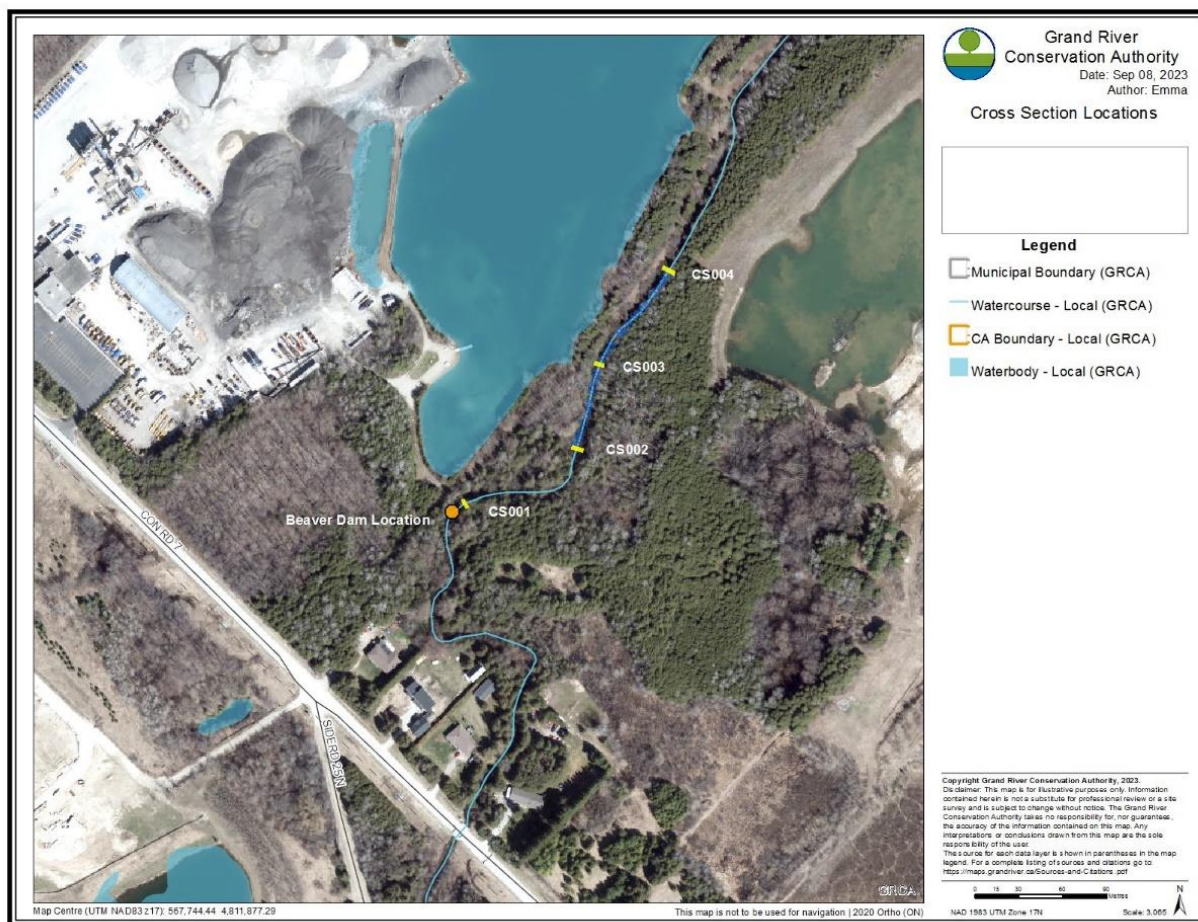 Grand River
Conservation Authority
Date: Sep 08, 2023
Author: Emma
Cross Section Locations
Legend
Municipal Boundary (GRCA)
Watercourse - Local (GRCA)
CA Boundary - Local (GRCA)
Waterbody - Local (GRCA)
CS004
CS003
CS002
CS001
Beaver Dam Location
CON RD 7
SIDERD 25 N
GRCA
Copyright Grand River Conservation Authority, 2023.
Disclaimer: This map is for illustrative purposes only. Information
contained herein is not a substitute for professional review or a site
survey and is subject to change without notice. The Grand River
Conservation Authority takes no responsibility for, nor guarantees,
the accuracy of the information contained on this map. Any
interpretations or conclusions drawn from this map are the sole
responsibility of the user.
The source for each data layer is shown in parentheses in the map
legend. For a complete listing of sources and citations go to:
https://maps.grandriver.ca/Sources-and-Citations.pdf
0 15 30 60 90
Metres
NAD 1983 UTM Zone 17N Scale: 3,065
Map Centre (UTM NAD83 z17): 567,744.44 4,811,877.29
This map is not to be used for navigation | 2020 Ortho (ON)